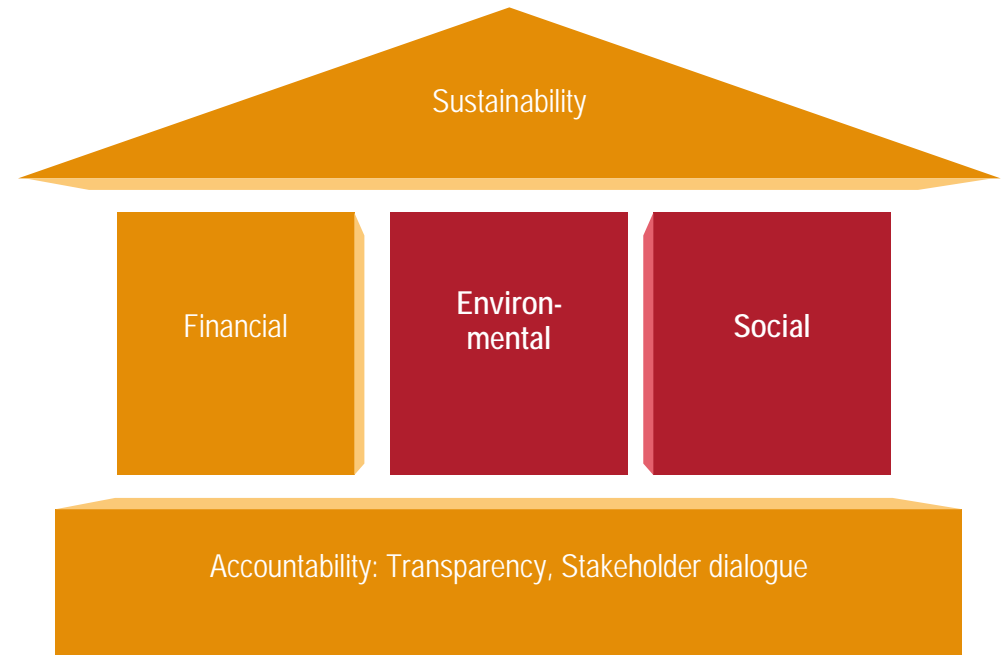 Sustainability
Financial
Environ-
mental
Social
Accountability: Transparency, Stakeholder dialogue